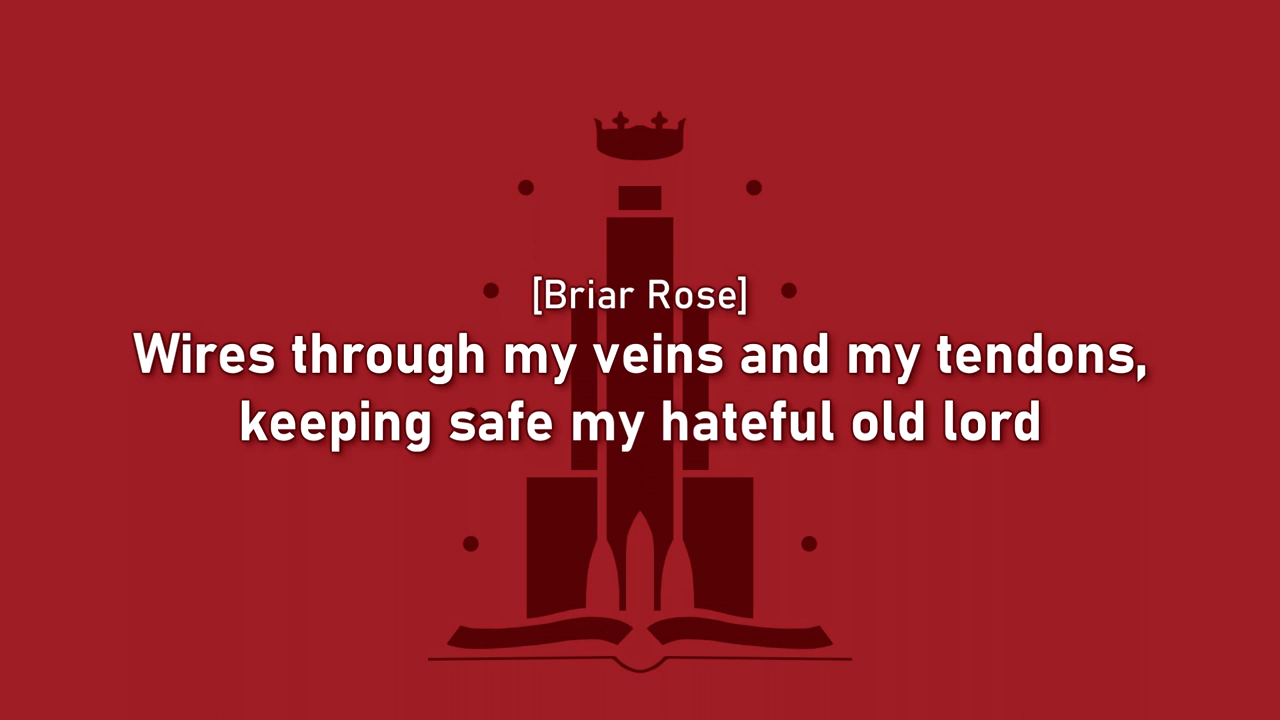 [Briar Rose]
Wires through my veins and my tendons,
keeping safe my hateful old lord